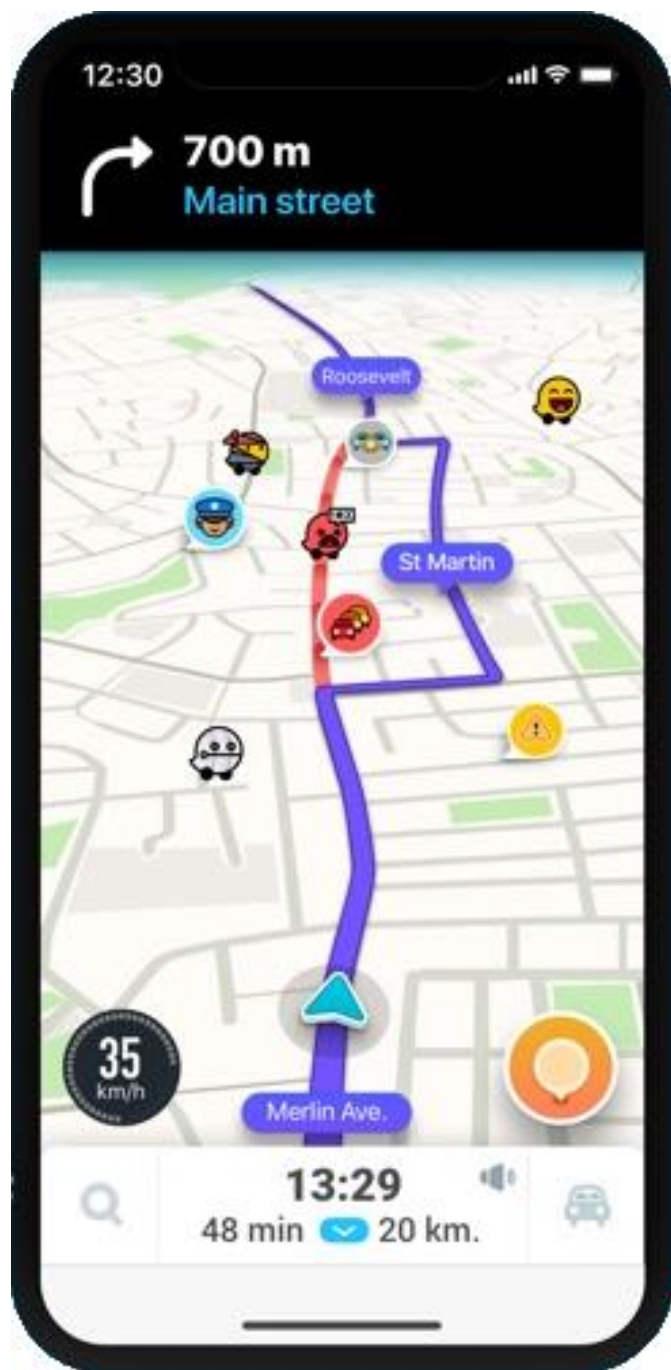 12:30
700 m
Main street
Roosevelt
St Martin
35
km/h
Merlin Ave.
13:29
48 min 20 km.